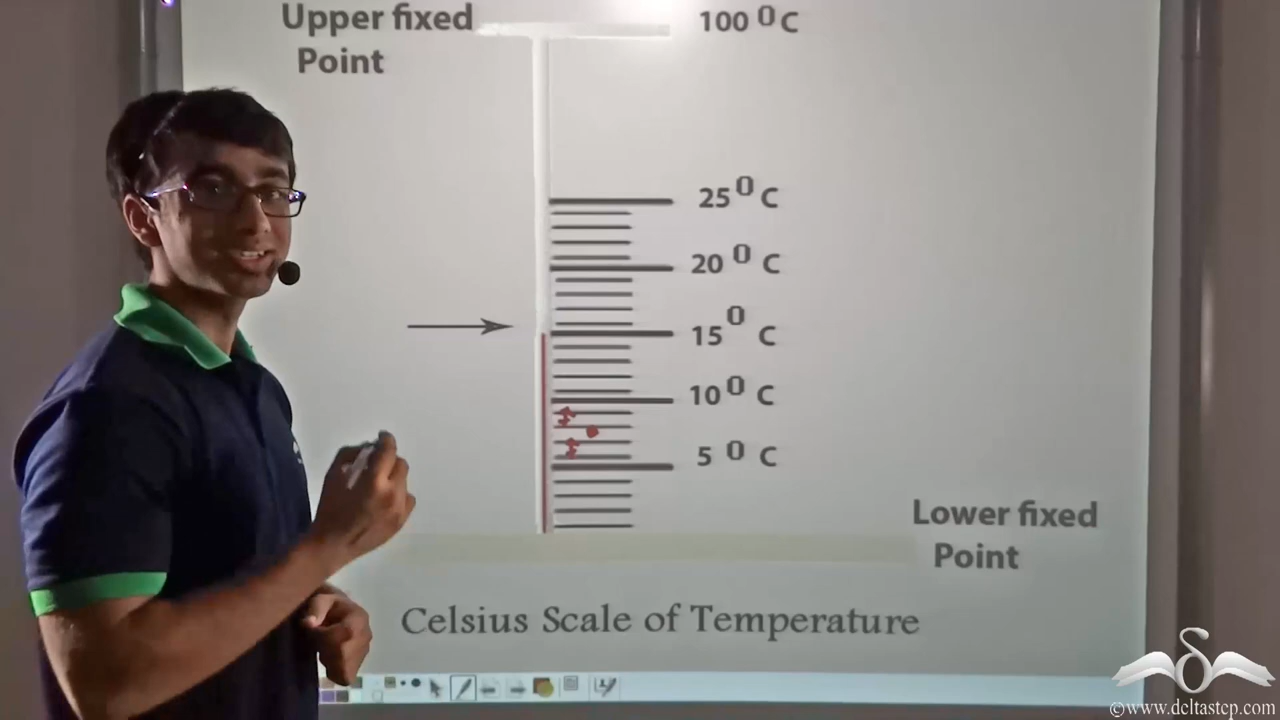 Upper fixed
Point
100 ⁰ C
25 ⁰ C
20 ⁰ C
15 ⁰ C
10 ⁰ C
5 ⁰ C
Lower fixed
Point
Celsius Scale of Temperature
©www.deltastep.com